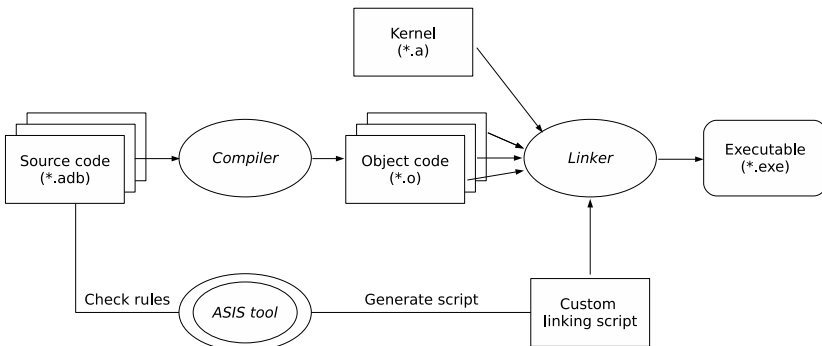 Kernel
(*.a)
Source code
(*.adb)
Compiler
Object code
(*.o)
Linker
Executable
(*.exe)
Check rules
ASIS tool
Generate script
Custom
linking script